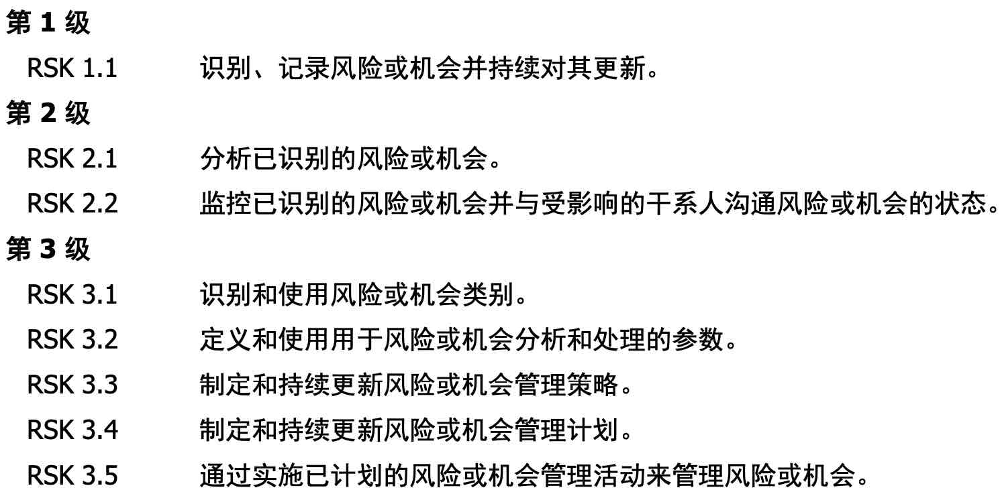 第 1 级
RSK 1.1 识别、记录风险或机会并持续对其更新。
第 2 级
RSK 2.1 分析已识别的风险或机会。
RSK 2.2 监控已识别的风险或机会并与受影响的干系人沟通风险或机会的状态。
第 3 级
RSK 3.1 识别和使用风险或机会类别。
RSK 3.2 定义和使用用于风险或机会分析和处理的参数。
RSK 3.3 制定和持续更新风险或机会管理策略。
RSK 3.4 制定和持续更新风险或机会管理计划。
RSK 3.5 通过实施已计划的风险或机会管理活动来管理风险或机会。